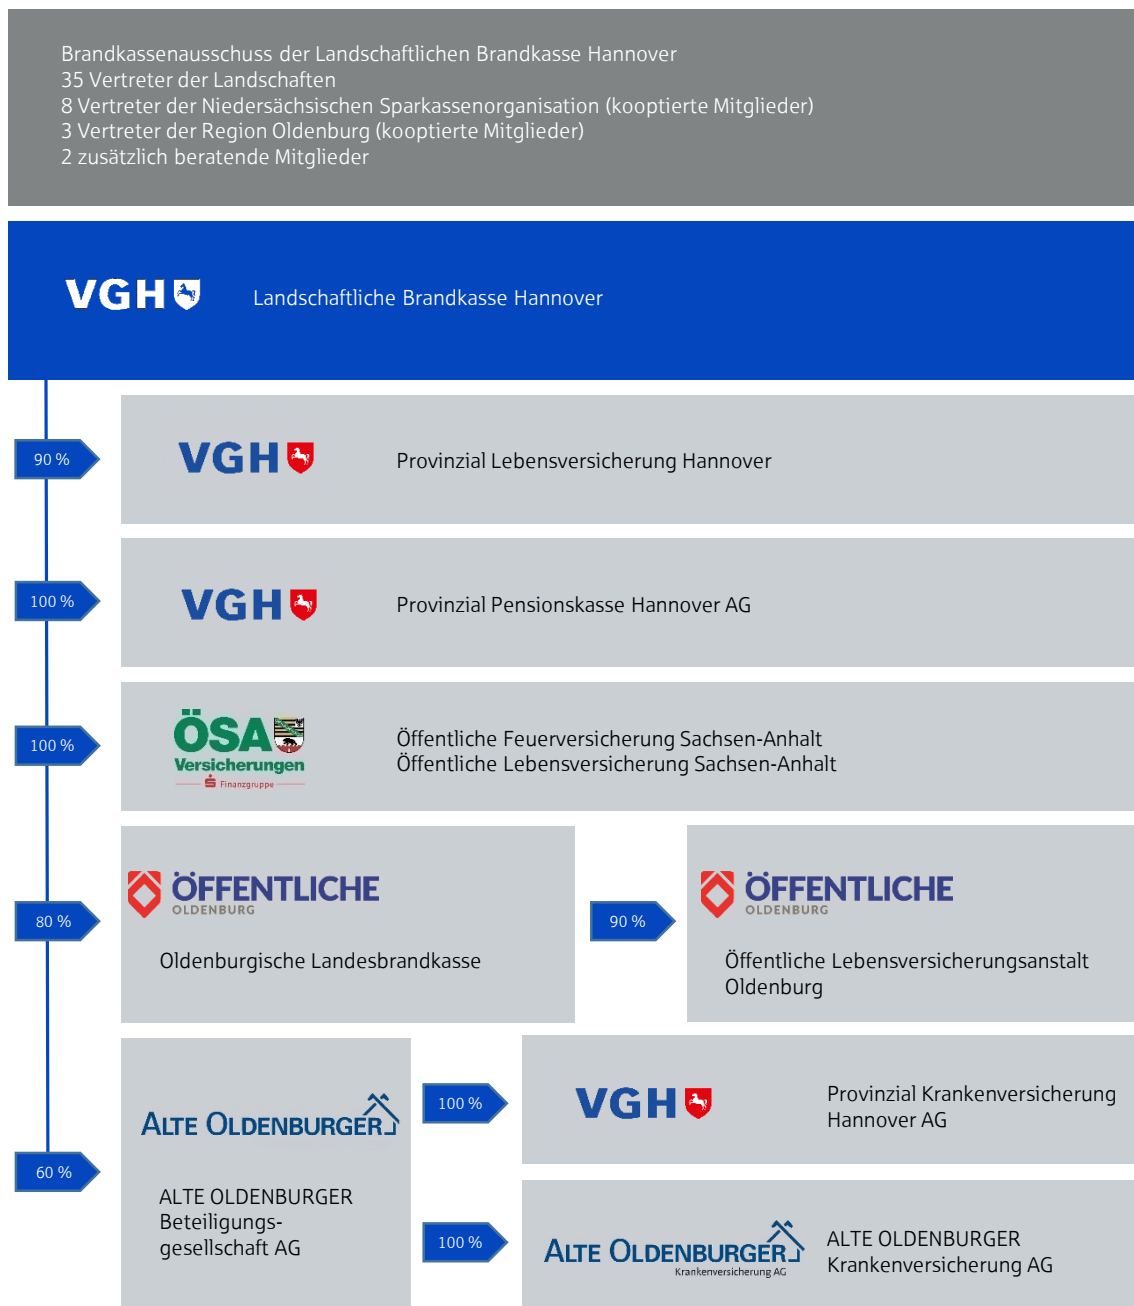 Brandkassenausschuss der Landschaftlichen Brandkasse Hannover
35 Vertreter der Landschaften
8 Vertreter der Niedersächsischen Sparkassenorganisation (kooptierte Mitglieder)
3 Vertreter der Region Oldenburg (kooptierte Mitglieder)
2 zusätzlich beratende Mitglieder
VGH
Landschaftliche Brandkasse Hannover
90 %
VGH
Provinzial Lebensversicherung Hannover
100 %
VGH
Provinzial Pensionskasse Hannover AG
100 %
ÖSA
Versicherungen
Finanzgruppe
Öffentliche Feuerversicherung Sachsen-Anhalt
Öffentliche Lebensversicherung Sachsen-Anhalt
80 %
ÖFFENTLICHE
OLDENBURG
Oldenburgische Landesbrandkasse
90 %
ÖFFENTLICHE
OLDENBURG
Öffentliche Lebensversicherungsanstalt
Oldenburg
60 %
ALTE OLDENBURGER
ALTE OLDENBURGER
Beteiligungs-
gesellschaft AG
100 %
VGH
Provinzial Krankenversicherung
Hannover AG
100 %
ALTE OLDENBURGER
Krankenversicherung AG
ALTE OLDENBURGER
Krankenversicherung AG